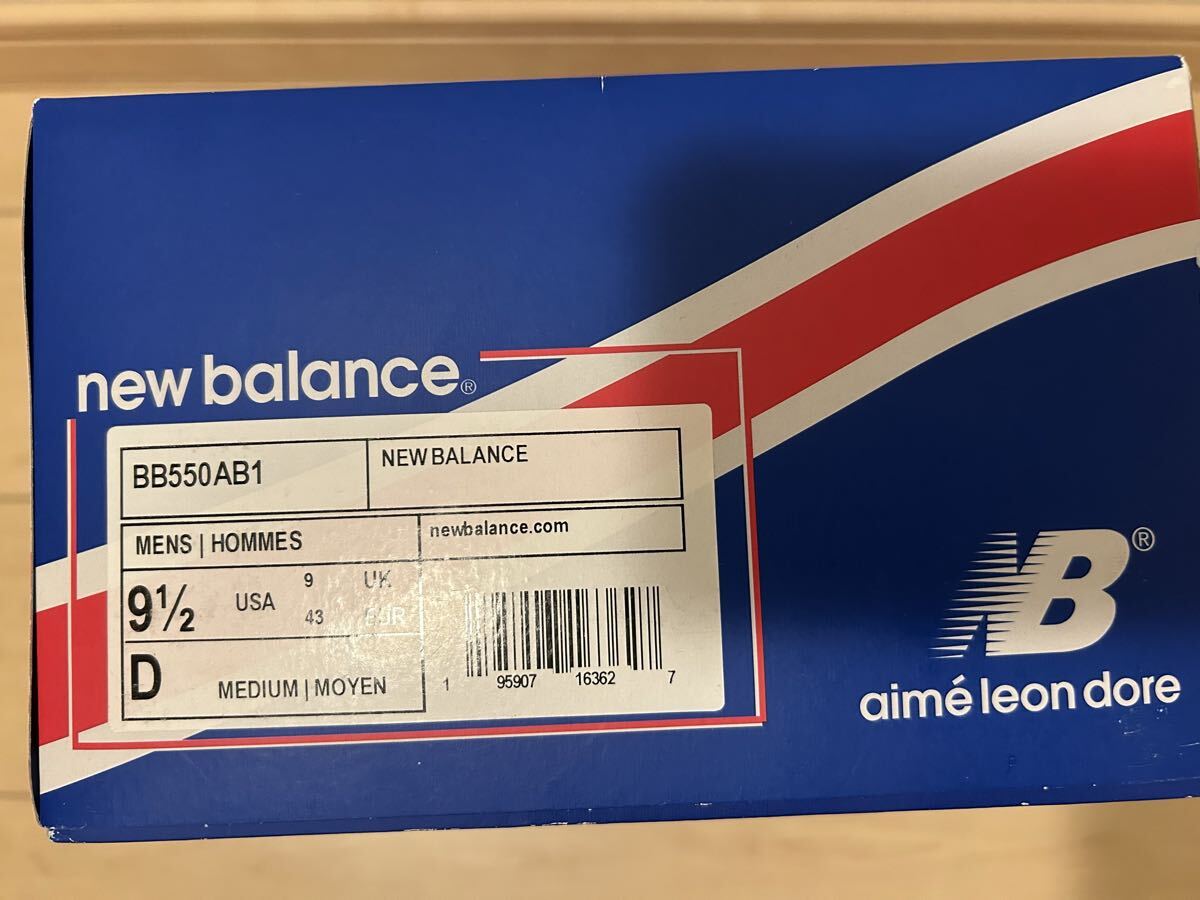 new balance®
BB550AB1
NEW BALANCE
MENS | HOMMES
newbalance.com
9½ USA 9 UK
43 EUR
D MEDIUM | MOYEN
1 95907 16362 7
NB®
aimé leon dore